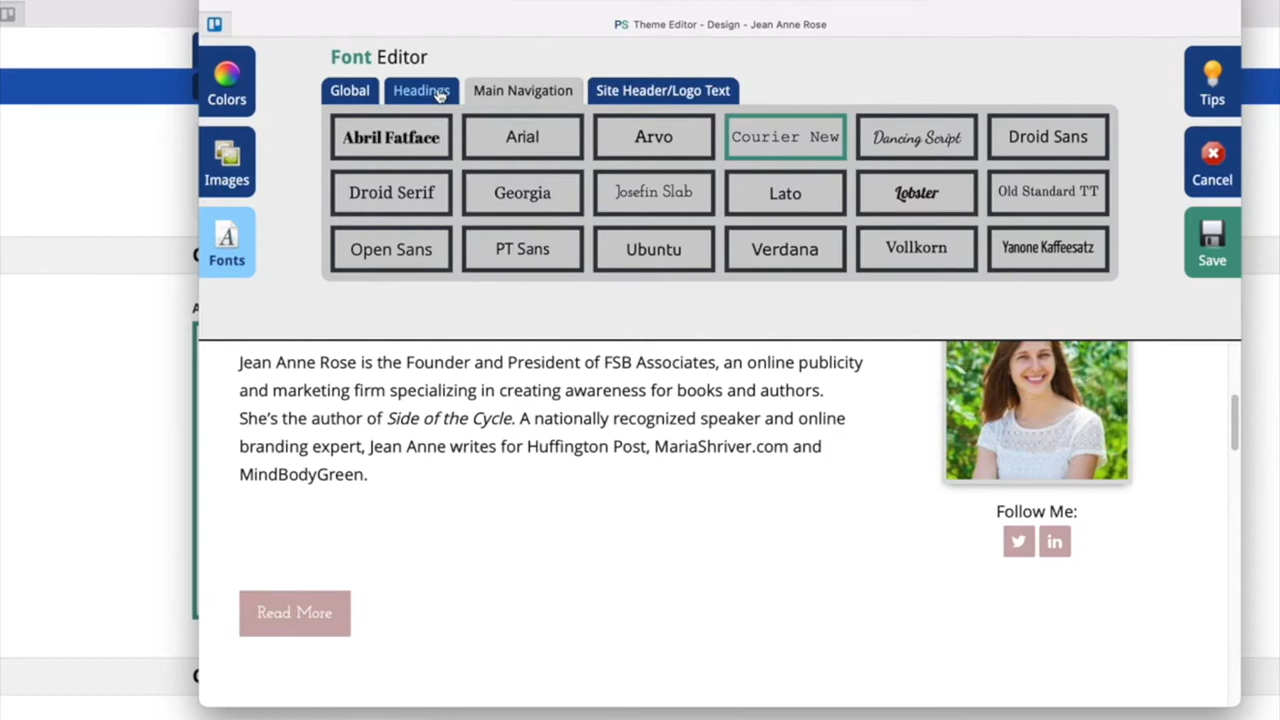 PS Theme Editor - Design - Jean Anne Rose
Font Editor
Global Headings Main Navigation Site Header/Logo Text
Colors
Images
Fonts
Abril Fatface Arial Arvo Courier New Dancing Script Droid Sans
Droid Serif Georgia Josefin Slab Lato Lobster Old Standard TT
Open Sans PT Sans Ubuntu Verdana Vollkorn Yanone Kaffeesatz
Tips
Cancel
Save
Jean Anne Rose is the Founder and President of FSB Associates, an online publicity
and marketing firm specializing in creating awareness for books and authors.
She’s the author of Side of the Cycle. A nationally recognized speaker and online
branding expert, Jean Anne writes for Huffington Post, MariaShriver.com and
MindBodyGreen.
Follow Me:
Read More